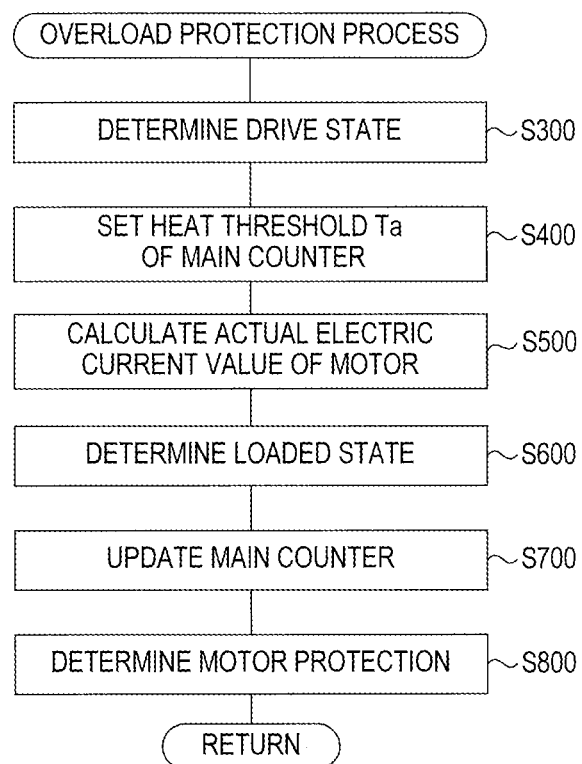 OVERLOAD PROTECTION PROCESS
DETERMINE DRIVE STATE
S300
SET HEAT THRESHOLD Ta
OF MAIN COUNTER
S400
CALCULATE ACTUAL ELECTRIC
CURRENT VALUE OF MOTOR
S500
DETERMINE LOADED STATE
S600
UPDATE MAIN COUNTER
S700
DETERMINE MOTOR PROTECTION
S800
RETURN